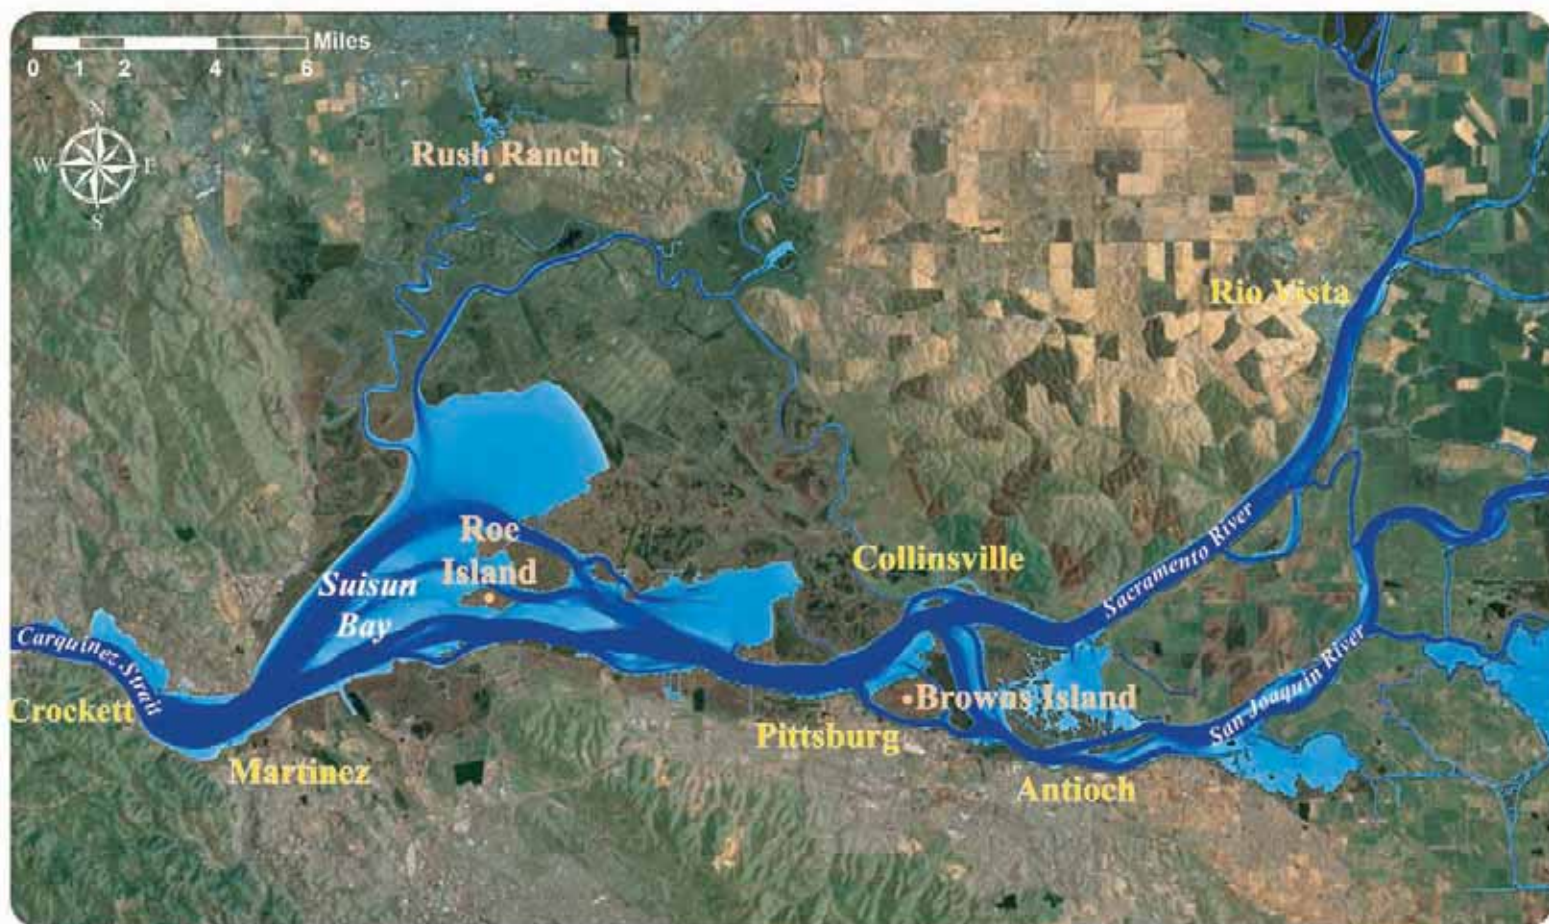 Miles
0 1 2 4 6
N
W E
S
Rush Ranch
Rio Vista
Roe
Island
Suisun
Bay
Collinsville
Sacramento River
Carquinez Strait
Crockett
Browns Island
San Joaquin River
Pittsburg
Martinez
Antioch